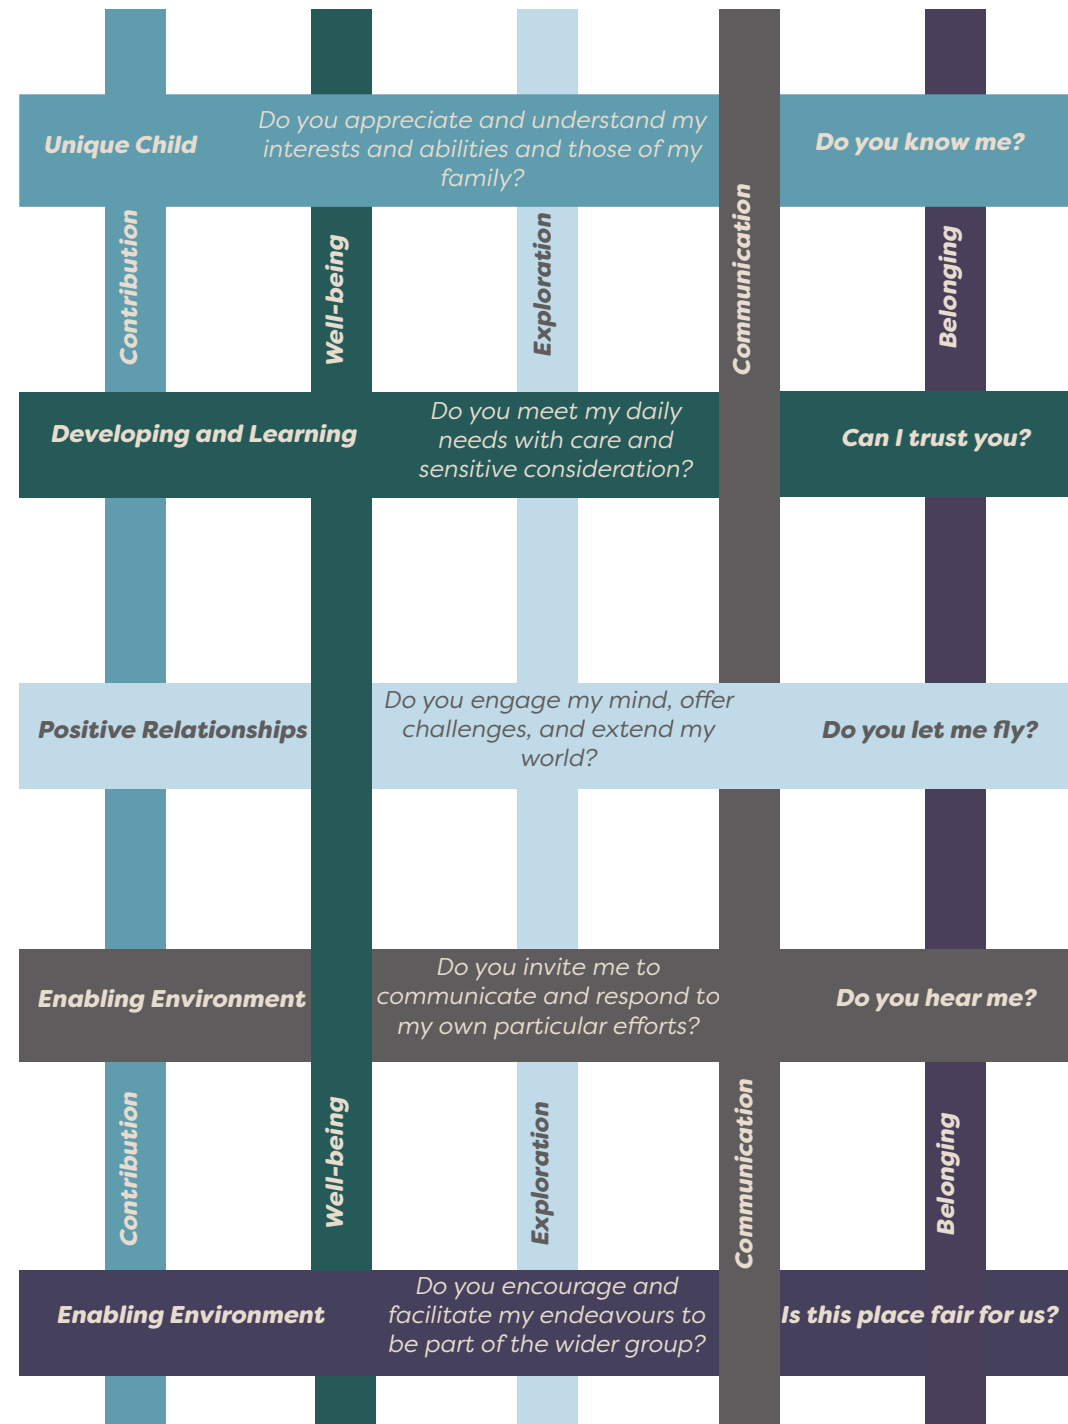 Unique Child
Do you appreciate and understand my
interests and abilities and those of my
family?
Do you know me?
Contribution
Well-being
Exploration
Communication
Belonging
Developing and Learning
Do you meet my daily
needs with care and
sensitive consideration?
Can I trust you?
Positive Relationships
Do you engage my mind, offer
challenges, and extend my
world?
Do you let me fly?
Enabling Environment
Do you invite me to
communicate and respond to
my own particular efforts?
Do you hear me?
Contribution
Well-being
Exploration
Communication
Belonging
Enabling Environment
Do you encourage and
facilitate my endeavours to
be part of the wider group?
Is this place fair for us?